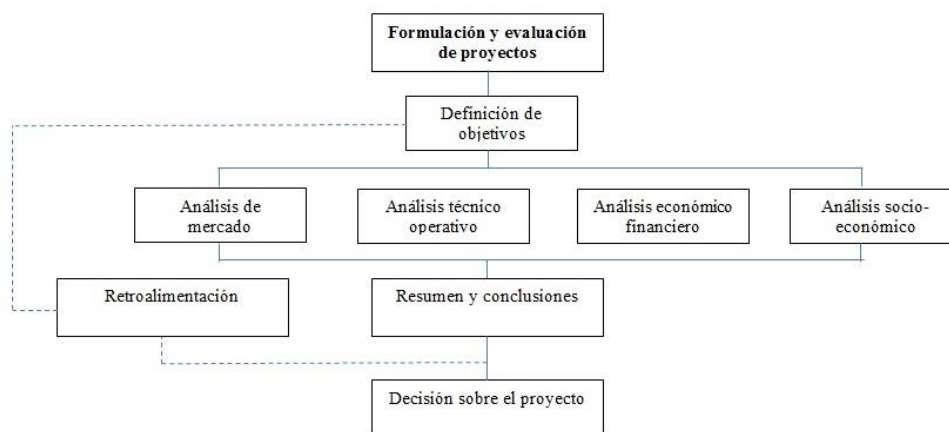 Formulación y evaluación
de proyectos
Definición de
objetivos
Análisis de
mercado
Análisis técnico
operativo
Análisis económico
financiero
Análisis socio-
económico
Retroalimentación
Resumen y conclusiones
Decisión sobre el proyecto